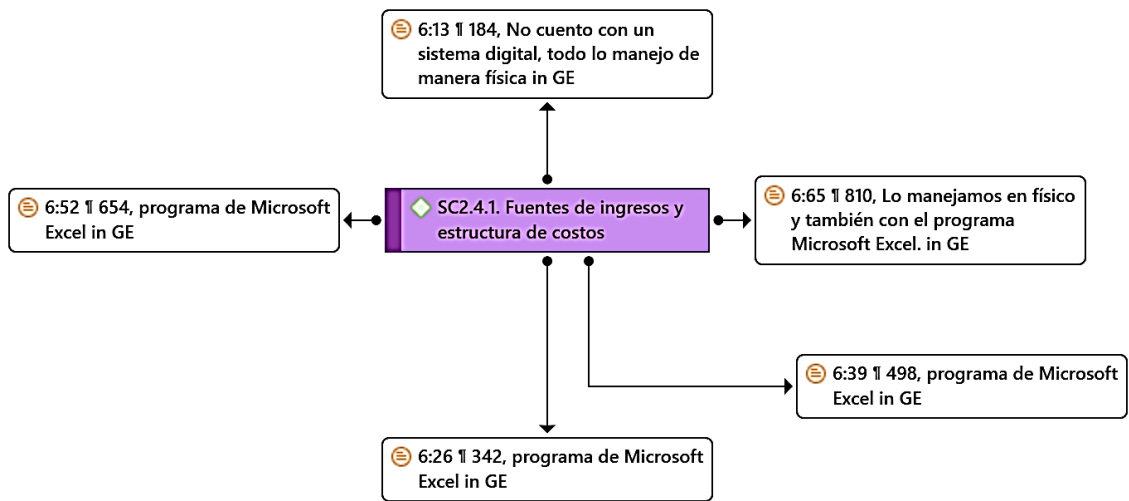 6:13 ¶ 184, No cuento con un
sistema digital, todo lo manejo de
manera física in GE
6:52 ¶ 654, programa de Microsoft
Excel in GE
SC2.4.1. Fuentes de ingresos y
estructura de costos
6:65 ¶ 810, Lo manejamos en físico
y también con el programa
Microsoft Excel. in GE
6:39 ¶ 498, programa de Microsoft
Excel in GE
6:26 ¶ 342, programa de Microsoft
Excel in GE